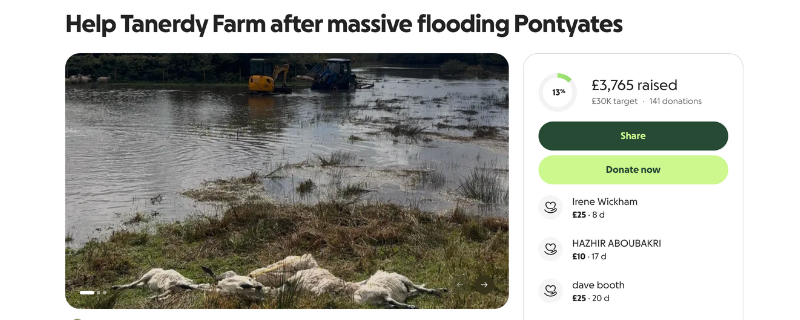 Help Tanerdy Farm after massive flooding Pontyates
13%
£3,765 raised
£30K target · 141 donations
Share
Donate now
Irene Wickham
£25 · 8 d
HAZHIR ABOUBAKRI
£10 · 17 d
dave booth
£25 · 20 d